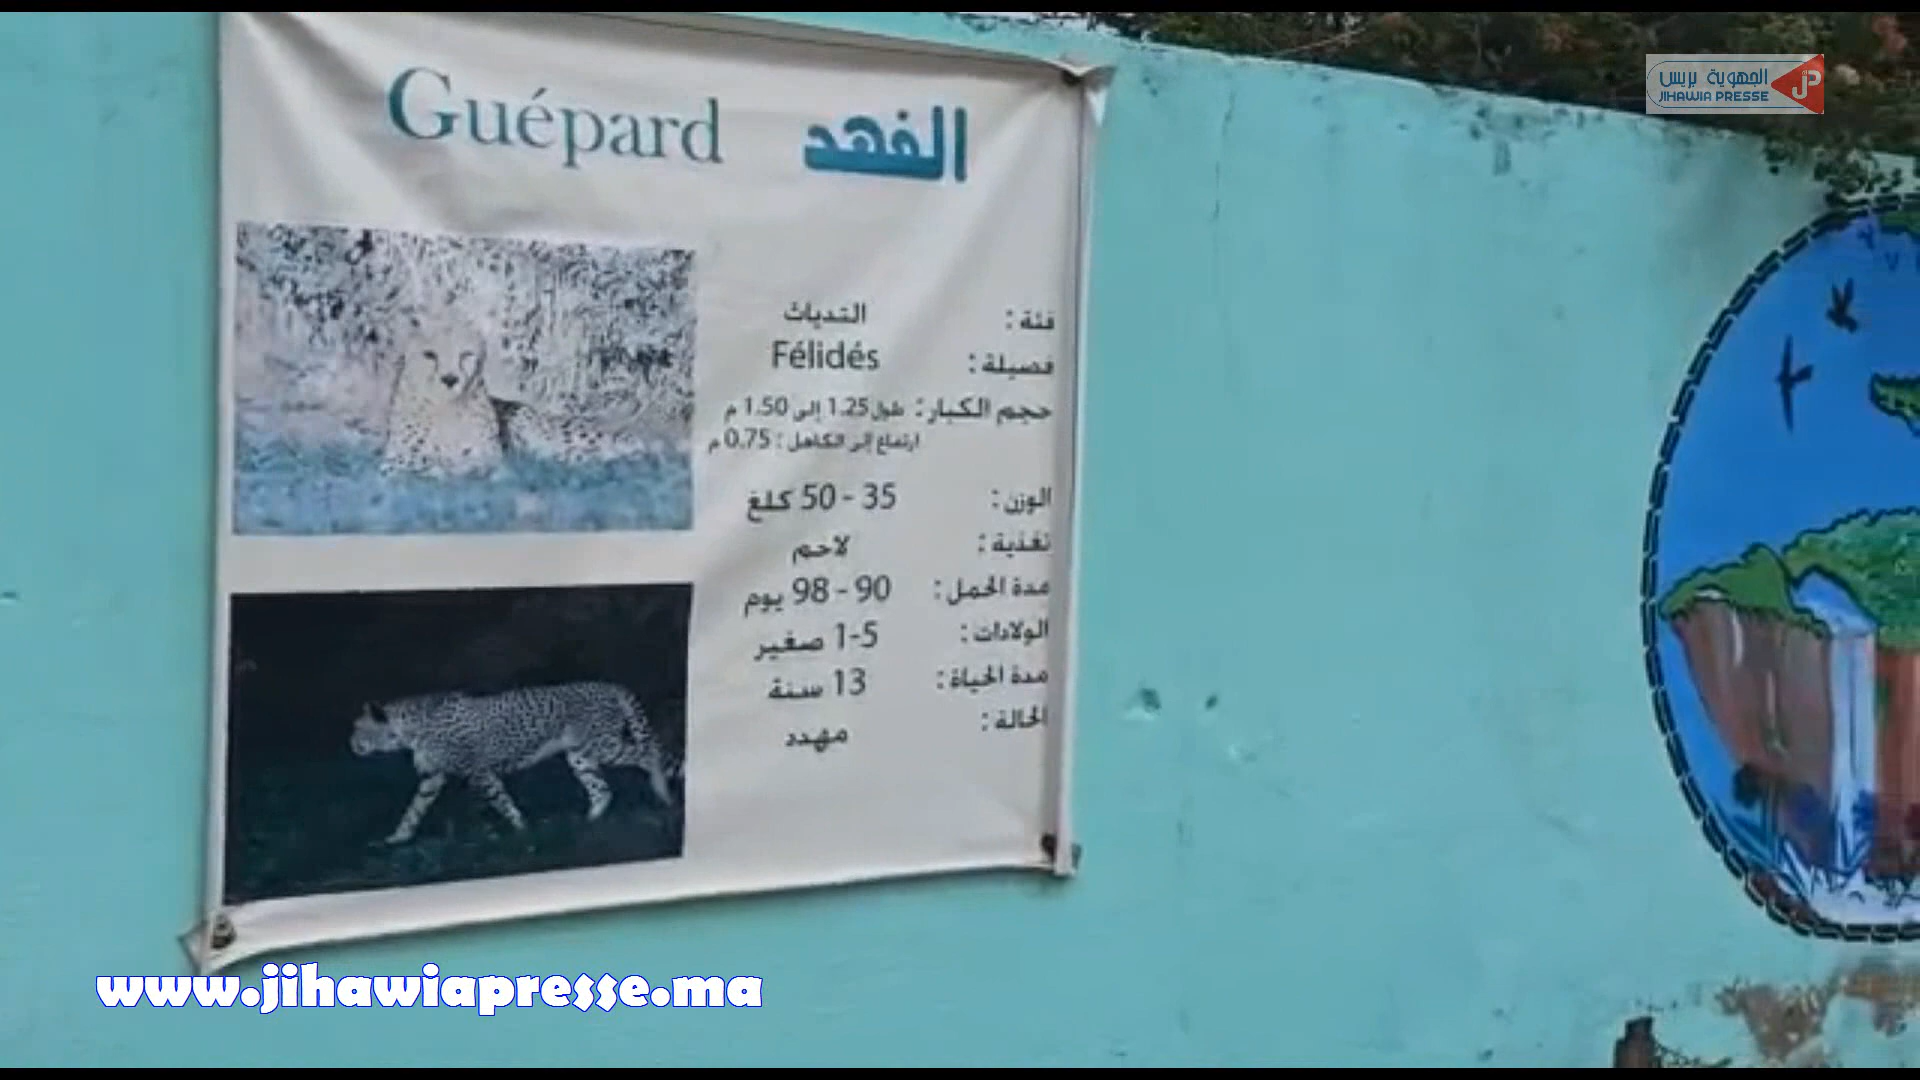 الجهوية بريس
JIHAWIA PRESSE
Guépard الفهد
فئة : الثدييات
فصيلة : Félidés
حجم الكبار : طول 1.25 إلى 1.50 م
ارتفاع إلى الكاهل : 0.75 م
الوزن : 35 - 50 كلغ
تغذية : لاحم
مدة الحمل : 90 - 98 يوم
الولادات : 1-5 صغير
مدة الحياة : 13 سنة
الحالة : مهدد
www.jihawiapresse.ma